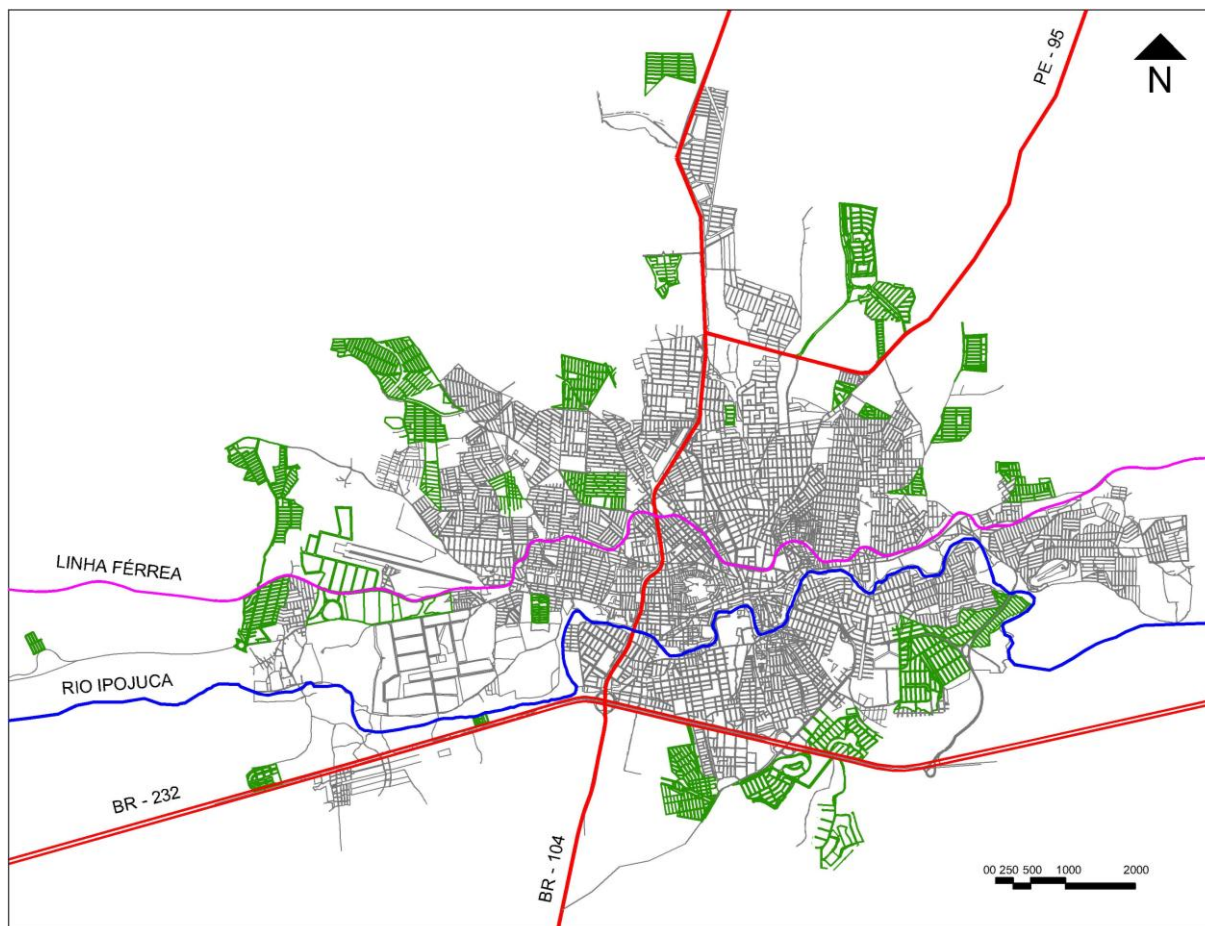 PE - 95
N
LINHA FÉRREA
RIO IPOJUCA
BR - 232
BR - 104
00 250 500 1000 2000